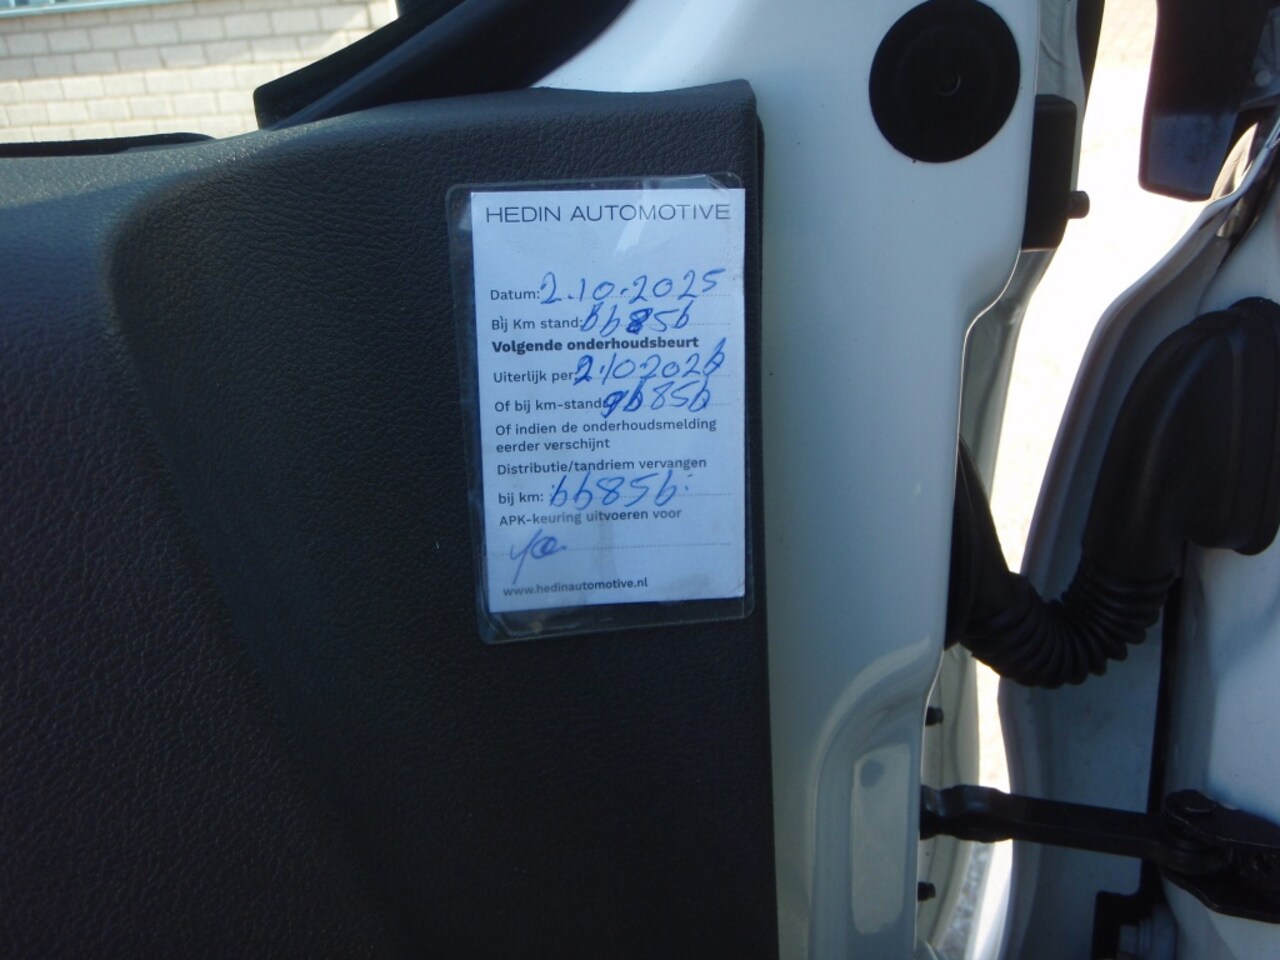 HEDIN AUTOMOTIVE
Datum: 2.10.2025
Bij Km stand: 66856
Volgende onderhoudsbeurt
Uiterlijk per: 2.10.2026
Of bij km-stand: 96856
Of indien de onderhoudsmelding
eerder verschijnt
Distributie/tandriem vervangen
bij km: 66856
APK-keuring uitvoeren voor
www.hedinautomotive.nl